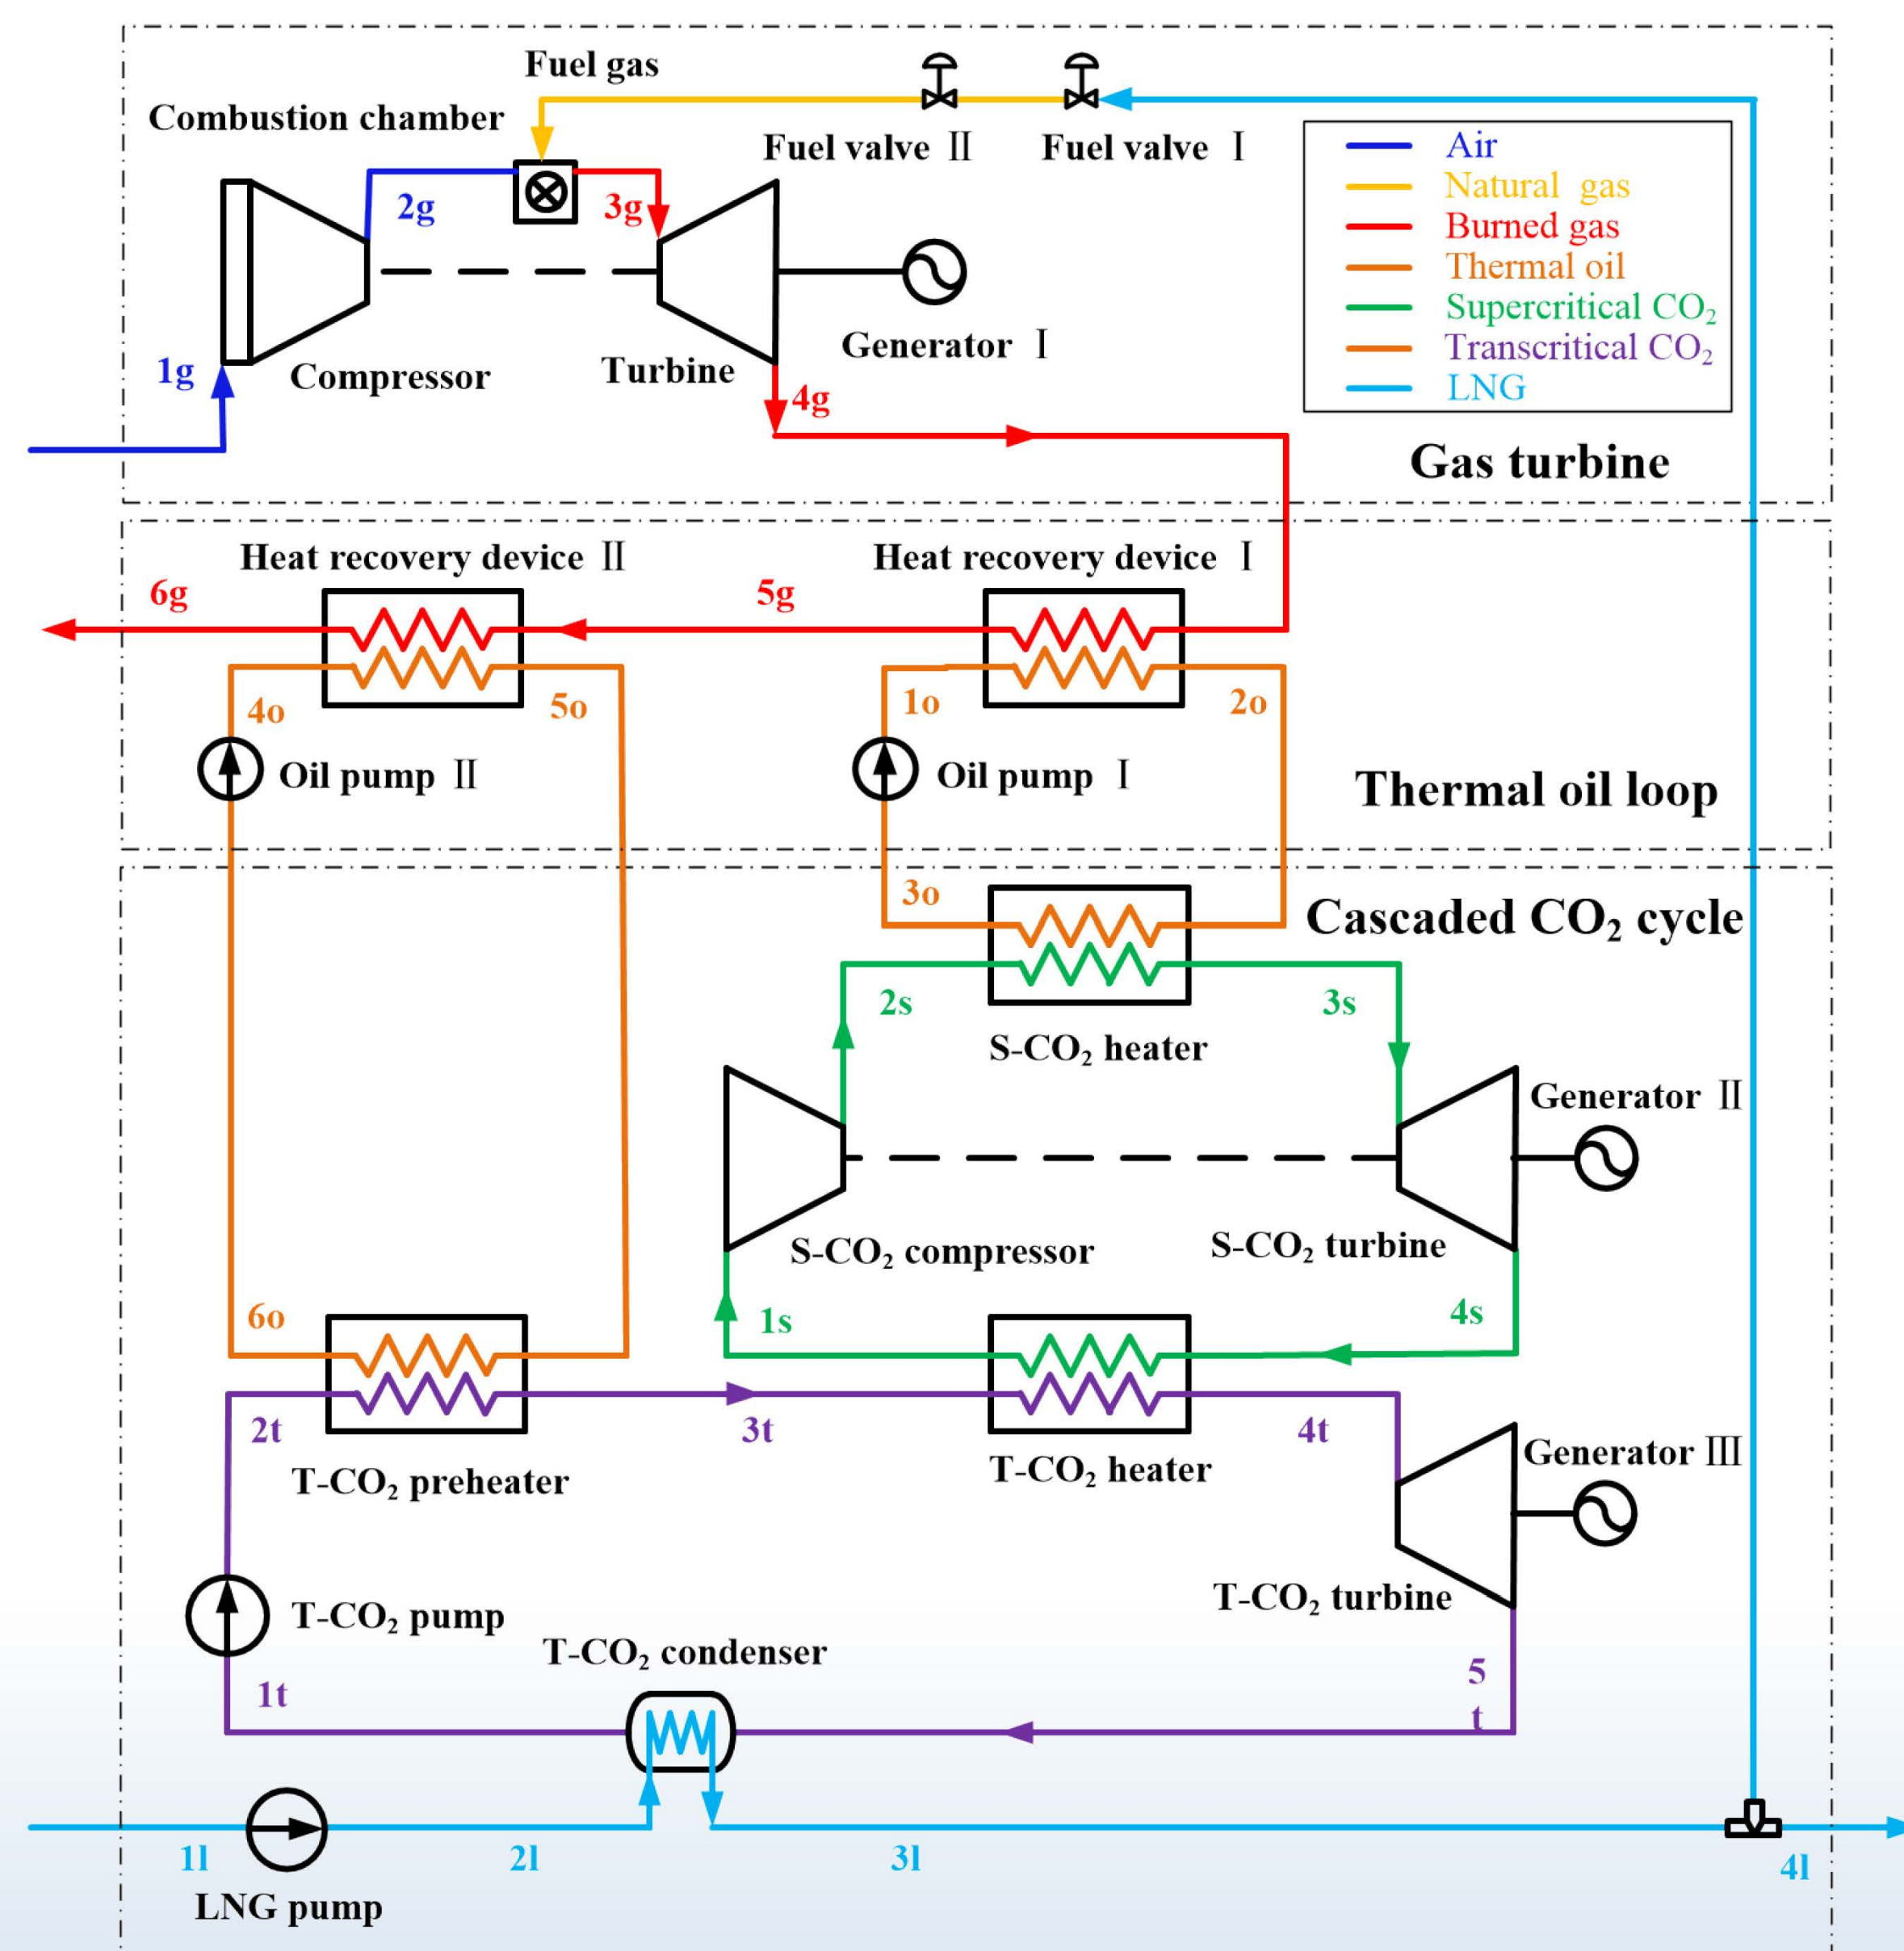 Fuel gas
Combustion chamber
Fuel valve Ⅱ
Fuel valve Ⅰ
Air
Natural gas
Burned gas
Thermal oil
Supercritical CO₂
Transcritical CO₂
LNG
2g
3g
Generator Ⅰ
1g
Compressor
Turbine
4g
Gas turbine
Heat recovery device Ⅱ
Heat recovery device Ⅰ
6g
5g
4o
5o
1o
2o
Oil pump Ⅱ
Oil pump Ⅰ
Thermal oil loop
3o
Cascaded CO₂ cycle
2s
3s
S-CO₂ heater
Generator Ⅱ
S-CO₂ compressor
S-CO₂ turbine
6o
1s
4s
2t
3t
4t
T-CO₂ preheater
T-CO₂ heater
Generator Ⅲ
T-CO₂ pump
T-CO₂ turbine
T-CO₂ condenser
1t
5
t
1l
2l
3l
4l
LNG pump